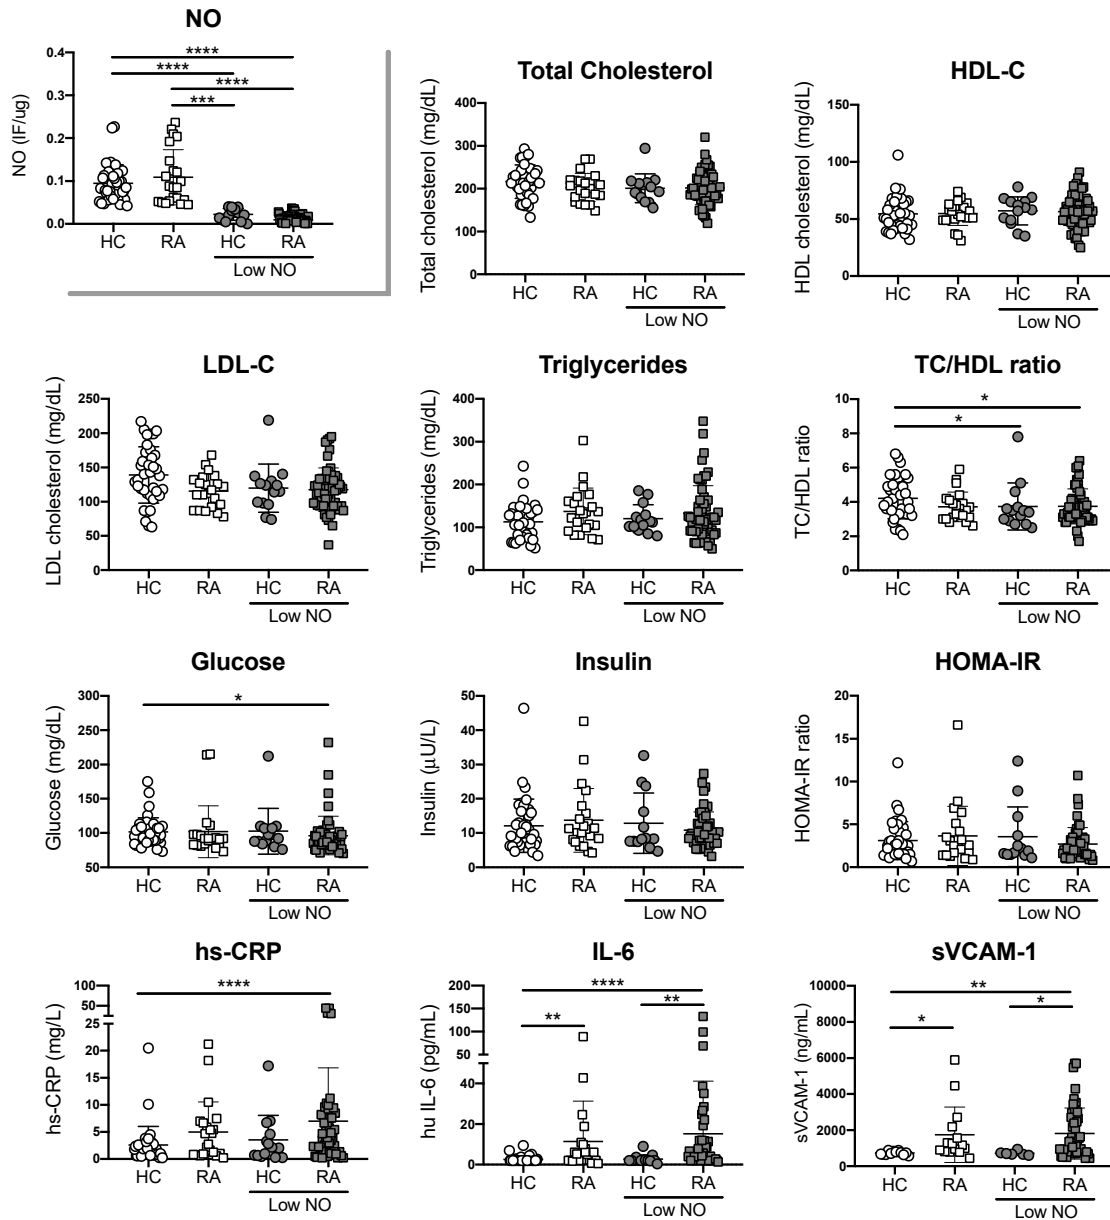 NO
NO (IF/ug)
0.4
0.3
0.2
0.1
0.0
****
****
****
***
HC RA HC RA
Low NO
Total Cholesterol
Total cholesterol (mg/dL)
400
300
200
100
0
HC RA HC RA
Low NO
HDL-C
HDL cholesterol (mg/dL)
150
100
50
0
HC RA HC RA
Low NO
LDL-C
LDL cholesterol (mg/dL)
250
200
150
100
50
0
HC RA HC RA
Low NO
Triglycerides
Triglycerides (mg/dL)
400
300
200
100
0
HC RA HC RA
Low NO
TC/HDL ratio
TC/HDL ratio
10
8
6
4
2
0
*
*
HC RA HC RA
Low NO
Glucose
Glucose (mg/dL)
300
250
200
150
100
50
*
HC RA HC RA
Low NO
Insulin
Insulin (μU/L)
50
40
30
20
10
0
HC RA HC RA
Low NO
HOMA-IR
HOMA-IR ratio
20
15
10
5
0
HC RA HC RA
Low NO
hs-CRP
hs-CRP (mg/L)
100
50
25
20
15
10
5
0
****
HC RA HC RA
Low NO
IL-6
hu IL-6 (pg/mL)
200
150
100
50
60
40
20
0
****
**
**
HC RA HC RA
Low NO
sVCAM-1
sVCAM-1 (ng/mL)
10000
8000
6000
4000
2000
0
**
*
*
HC RA HC RA
Low NO